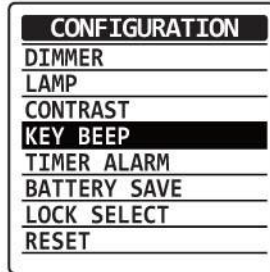 CONFIGURATION
DIMMER
LAMP
CONTRAST
KEY BEEP
TIMER ALARM
BATTERY SAVE
LOCK SELECT
RESET